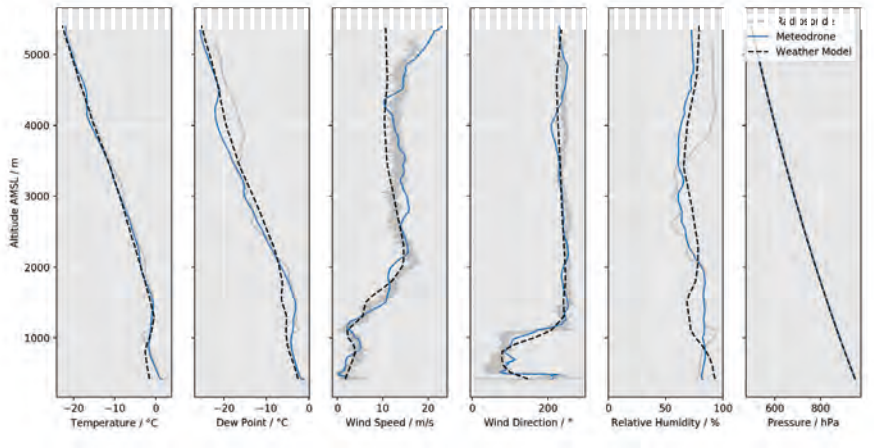 Meteodrone
Weather Model
5000
4000
3000
2000
1000
Altitude AMSL / m
−20 −10 0
−20 −10 0
0 10 20
0 200
0 50 100
600 800
Temperature / °C
Dew Point / °C
Wind Speed / m/s
Wind Direction / °
Relative Humidity / %
Pressure / hPa